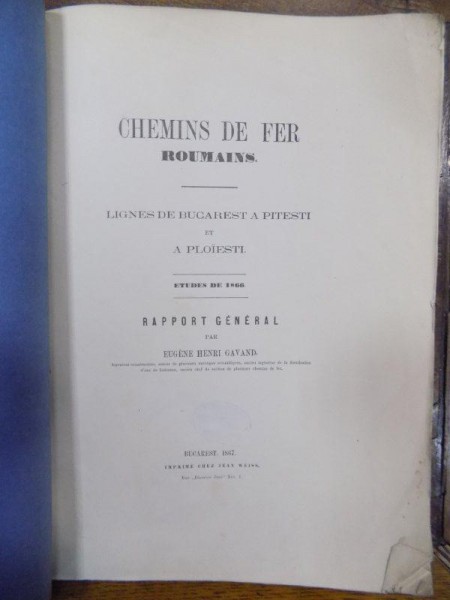 CHEMINS DE FER
ROUMAINS.
LIGNES DE BUCAREST A PITESTI
ET
A PLOÏESTI.
ETUDES DE 1866.
RAPPORT GÉNÉRAL
PAR
EUGÈNE HENRI GAVAND.
BUCAREST, 1867.
IMPRIMÉ CHEZ JEAN WEISS,